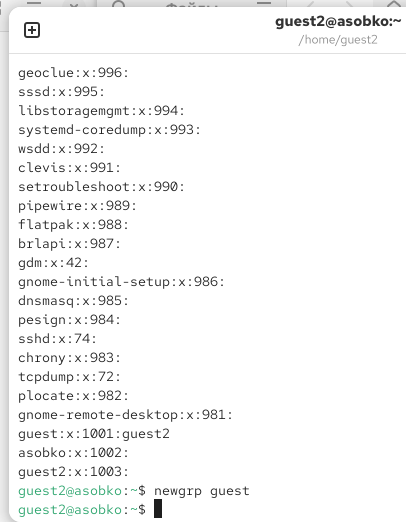 Файлы
guest2@asobko:~
/home/guest2
geoclue:x:996:
sssd:x:995:
libstoragemgmt:x:994:
systemd-coredump:x:993:
wsdd:x:992:
clevis:x:991:
setroubleshoot:x:990:
pipewire:x:989:
flatpak:x:988:
brlapi:x:987:
gdm:x:42:
gnome-initial-setup:x:986:
dnsmasq:x:985:
pesign:x:984:
sshd:x:74:
chrony:x:983:
tcpdump:x:72:
plocate:x:982:
gnome-remote-desktop:x:981:
guest:x:1001:guest2
asobko:x:1002:
guest2:x:1003:
guest2@asobko:~$ newgrp guest
guest2@asobko:~$